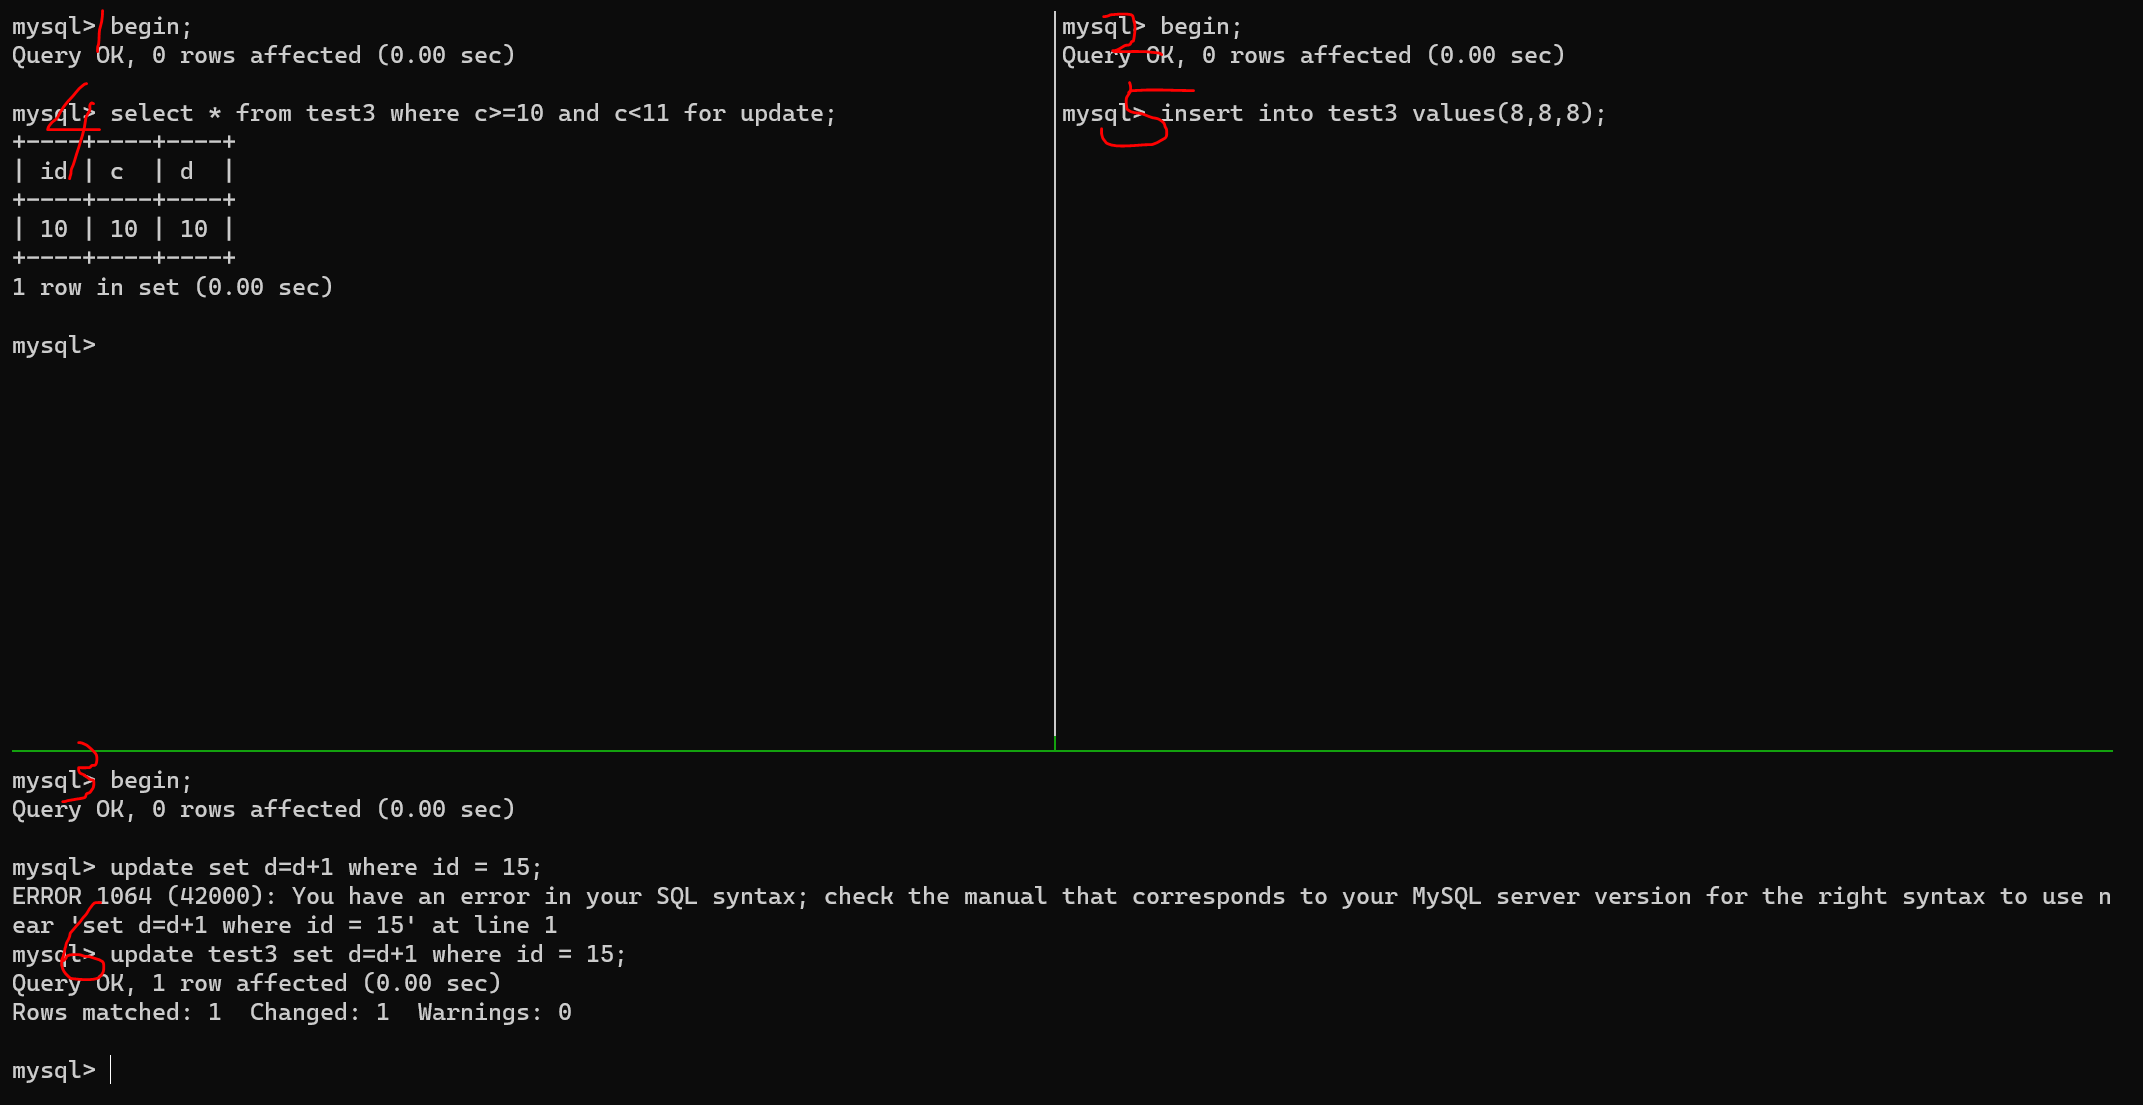 mysql> begin;
Query OK, 0 rows affected (0.00 sec)
mysql> select * from test3 where c>=10 and c<11 for update;
+----+----+----+
| id | c  | d  |
+----+----+----+
| 10 | 10 | 10 |
+----+----+----+
1 row in set (0.00 sec)
mysql>
1
4
mysql> begin;
Query OK, 0 rows affected (0.00 sec)
mysql> insert into test3 values(8,8,8);
2
5
mysql> begin;
Query OK, 0 rows affected (0.00 sec)
mysql> update set d=d+1 where id = 15;
ERROR 1064 (42000): You have an error in your SQL syntax; check the manual that corresponds to your MySQL server version for the right syntax to use n
ear 'set d=d+1 where id = 15' at line 1
mysql> update test3 set d=d+1 where id = 15;
Query OK, 1 row affected (0.00 sec)
Rows matched: 1  Changed: 1  Warnings: 0
mysql>
3
6